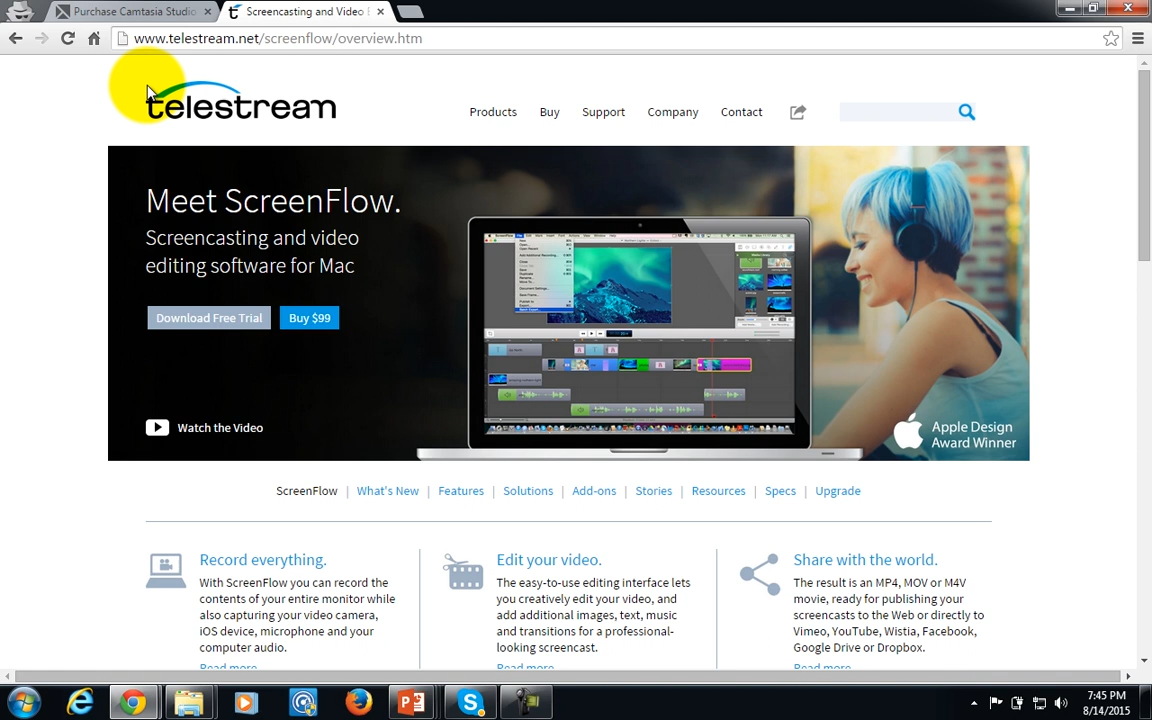 Purchase Camtasia Studio
Screencasting and Video
www.telestream.net/screenflow/overview.htm
telestream
Products
Buy
Support
Company
Contact
Meet ScreenFlow.
Screencasting and video
editing software for Mac
Download Free Trial
Buy $99
Watch the Video
Apple Design
Award Winner
ScreenFlow | What's New | Features | Solutions | Add-ons | Stories | Resources | Specs | Upgrade
Record everything.
With ScreenFlow you can record the
contents of your entire monitor while
also capturing your video camera,
iOS device, microphone and your
computer audio.
Read more
Edit your video.
The easy-to-use editing interface lets
you creatively edit your video, and
add additional images, text, music
and transitions for a professional-
looking screencast.
Read more
Share with the world.
The result is an MP4, MOV or M4V
movie, ready for publishing your
screencasts to the Web or directly to
Vimeo, YouTube, Wistia, Facebook,
Google Drive or Dropbox.
Read more
7:45 PM
8/14/2015